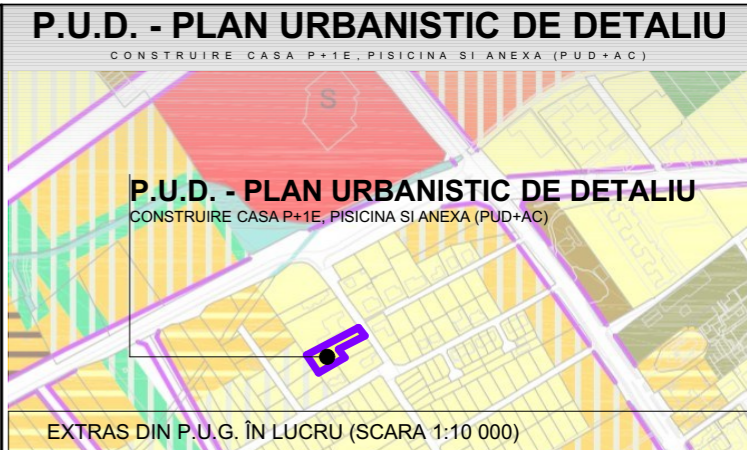 P.U.D. - PLAN URBANISTIC DE DETALIU
CONSTRUIRE CASA P+1E, PISICINA SI ANEXA (PUD+AC)
S
P.U.D. - PLAN URBANISTIC DE DETALIU
CONSTRUIRE CASA P+1E, PISICINA SI ANEXA (PUD+AC)
EXTRAS DIN P.U.G. ÎN LUCRU (SCARA 1:10 000)